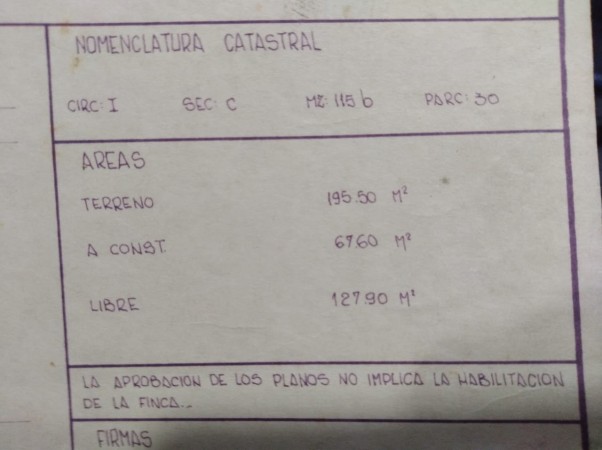 NOMENCLATURA CATASTRAL
CIRC: I SEC: C MZ: 115 b PARC: 30
AREAS
TERRENO 195.50 M²
A CONST. 67.60 M²
LIBRE 127.90 M²
LA APROBACION DE LOS PLANOS NO IMPLICA LA HABILITACION
DE LA FINCA..
FIRMAS